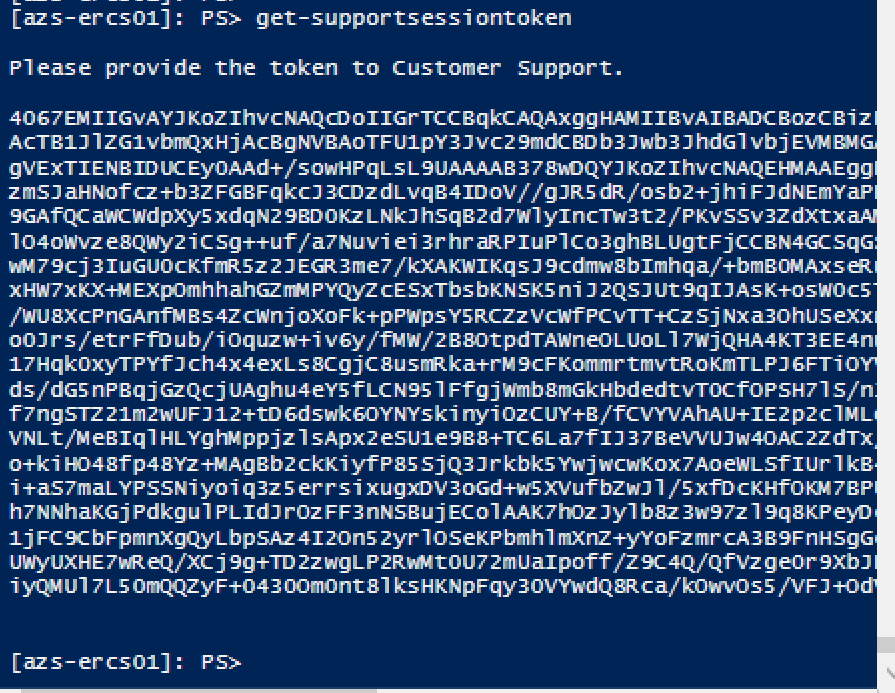 [azs-ercs01]: PS> get-supportsessiontoken
Please provide the token to Customer Support.
4O67EMIIGvAYJKoZIhvcNAQcDoIIGrTCCBqkCAQAxggHAMIIBvAIBADCBozCBiz
AcTB1JlZG1vbmQxHjAcBgNVBAoTFU1pY3Jvc29mdCBDb3Jwb3JhdGlvbjEVMBMG
gVExTIENBIDUCEyOAAd+/sowHPqLsL9UAAAAB378wDQYJKoZIhvcNAQEHMAAEgg
zmSJaHNofcz+b3ZFGBFqkcJ3CDzdLvqB4IDoV//gJR5dR/osb2+jhiFJdNEmYaP
9GAfQCaWCWdpXy5xdqN29BDOKzLNkJhSqB2d7WlyIncTw3t2/PKvSSv3ZdXtxaA
lO4oWvze8QWy2iCSg++uf/a7Nuviei3rhraRPIuPlCo3ghBLUgtFjCCBN4GCSqG
wM79cj3IuGUOcKfmR5z2JEGR3me7/kXAKWIKqsJ9cdmw8bImhqa/+bmBOMAxseR
xHW7xKX+MEXpOmhhahGZmMPYQyZcESxTbsbKNSK5niJ2QSJUt9qIJAsK+osWOc5
/WU8XcPnGAnfMBs4ZcWnjoXoFk+pPWpsY5RCZzVcWfPCvTT+CzSjNxa3OhUSeXx
oOJrs/etrFfDub/iOquzw+iv6y/fMW/2B8OtpdTAWneOLUoLl7WjQHA4KT3EE4n
17HqkOxyTPYfJch4x4exLs8CgjC8usmRka+rM9cFKommrtmvtRoKmTLPJ6FTiOY
ds/dG5nPBqjGzQcjUAghu4eY5fLCN95lFfgjWmb8mGkHbdedtvTOCfOPSH7lS/n
f7ngSTZ21m2wUFJ12+tD6dswk6OYNYskinyiOzCUY+B/fCVYVAhAU+IE2p2clML
VNLt/MeBIqlHLYghMppjzlsApx2eSU1e9B8+TC6La7fIJ37BeVVUJw4OAC2ZdTx
o+kiHO48fp48Yz+MAgBb2ckKiyfP85SjQ3Jrkbk5YwjwcwKox7AoeWLSfIUrlkB
i+aS7maLYPSSNiyoiq3z5errsixugxDV3oGd+w5XVufbZwJl/5xfDcKHfOKM7BP
h7NNhaKGjPdkgulPLIdJrOzFF3nNSBujEColAAK7hOzJylb8z3w97zl9q8KPeyD
1jFC9CbFpmnXgQyLbpSAz4I2On52yrlOSeKPbmhlmXnZ+yYoFzmrcA3B9FnHSgG
UWyUXHE7wReQ/XCj9g+TD2zwgLP2RwMtOU72mUaIpoff/Z9C4Q/QfVzgeOr9XbJ
iyQMUl7L5OmQQZyF+O43OOmOnt8lksHKNpFqy3OVYwdQ8Rca/kOwvOs5/VFJ+Od
[azs-ercs01]: PS>